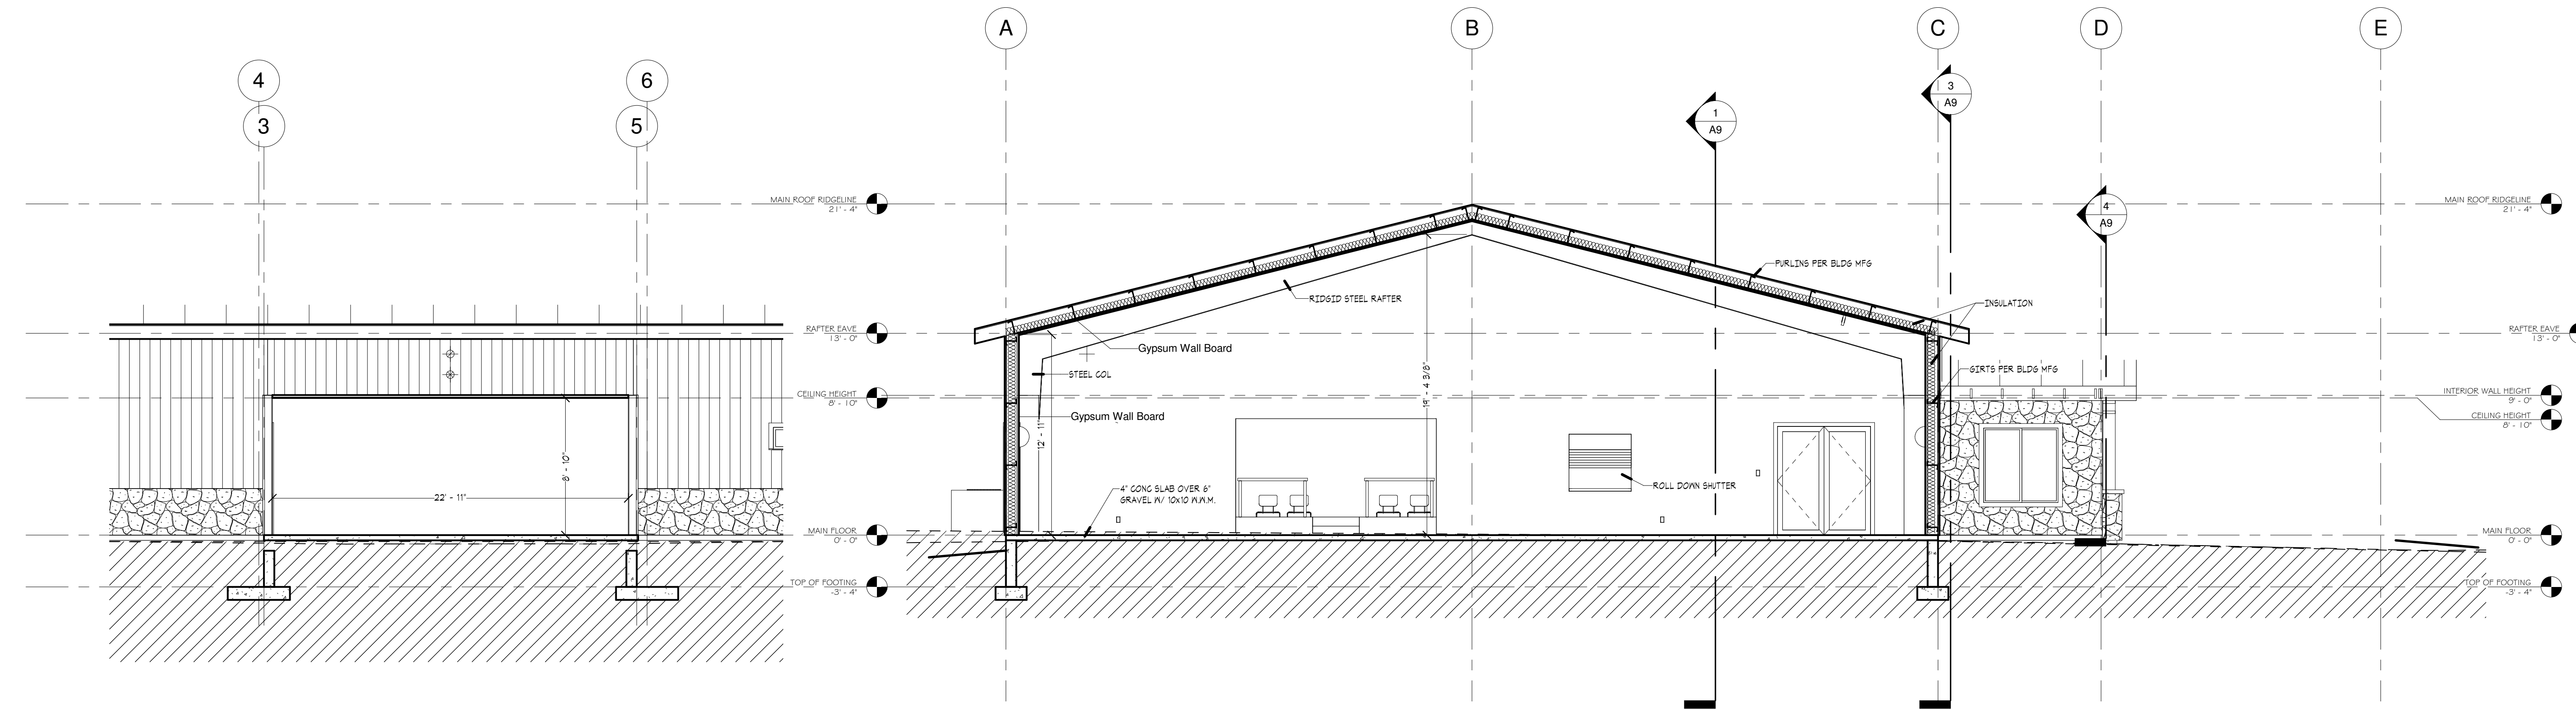 A
B
C
D
E
4
6
3
5
3
A9
1
A9
4
A9
MAIN ROOF RIDGELINE
21' - 4"
MAIN ROOF RIDGELINE
21' - 4"
PURLINS PER BLDG MFG
RIDGID STEEL RAFTER
INSULATION
RAFTER EAVE
13' - 0"
RAFTER EAVE
13' - 0"
Gypsum Wall Board
STEEL COL
GIRTS PER BLDG MFG
19' - 4 3/8"
CEILING HEIGHT
8' - 10"
INTERIOR WALL HEIGHT
9' - 0"
CEILING HEIGHT
8' - 10"
Gypsum Wall Board
12' - 11"
8' - 10"
22' - 11"
4" CONC SLAB OVER 6"
GRAVEL W/ 10x10 W.W.M.
ROLL DOWN SHUTTER
MAIN FLOOR
0' - 0"
MAIN FLOOR
0' - 0"
TOP OF FOOTING
-3' - 4"
TOP OF FOOTING
-3' - 4"